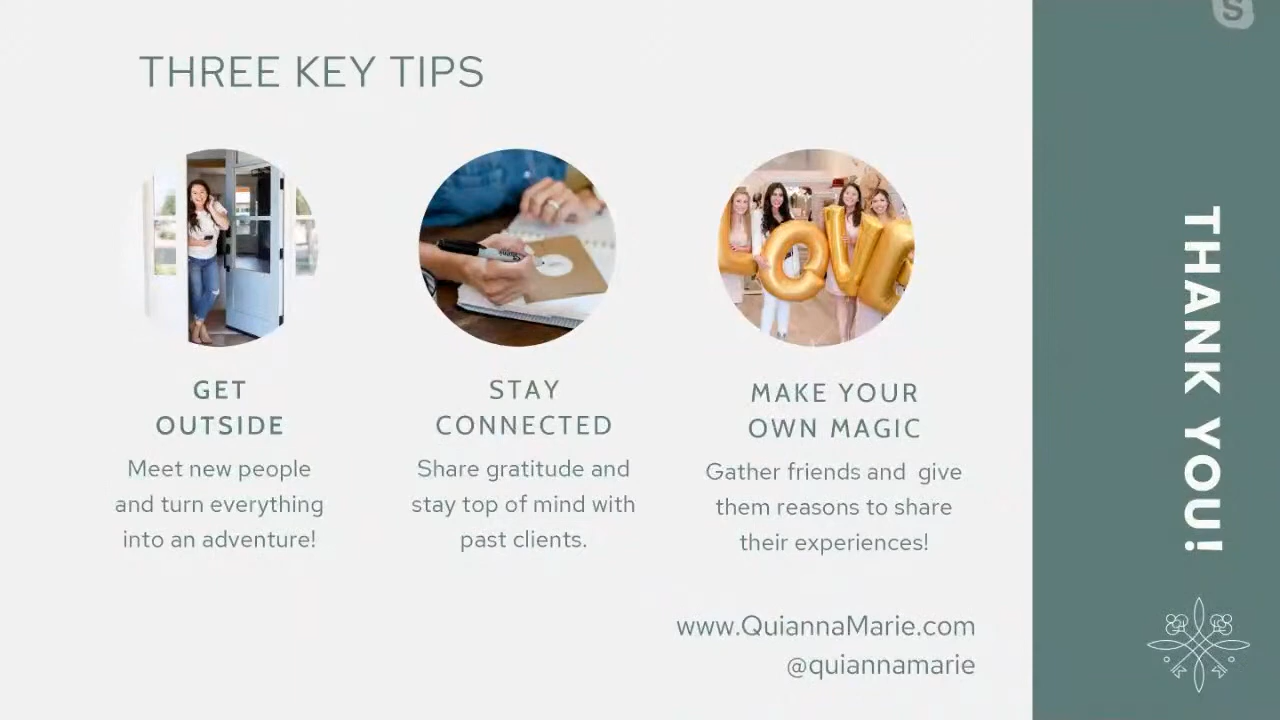 THREE KEY TIPS
GET
OUTSIDE
Meet new people
and turn everything
into an adventure!
STAY
CONNECTED
Share gratitude and
stay top of mind with
past clients.
LOVE
MAKE YOUR
OWN MAGIC
Gather friends and give
them reasons to share
their experiences!
www.QuiannaMarie.com
@quiannamarie
THANK YOU!
S